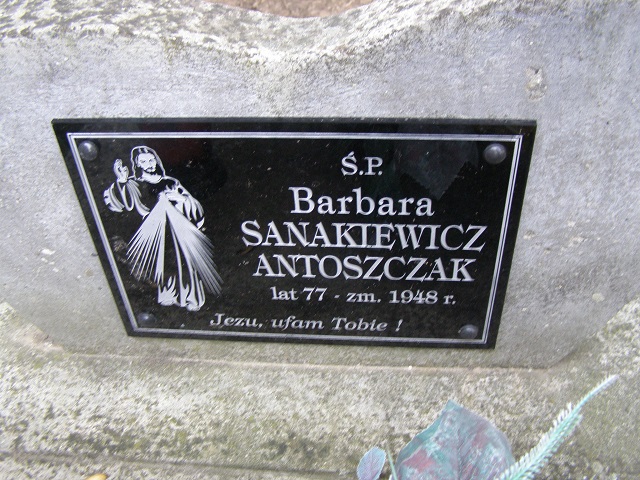 Ś.P.
Barbara
SANAKIEWICZ
ANTOSZCZAK
lat 77 - zm. 1948 r.
Jezu, ufam Tobie !